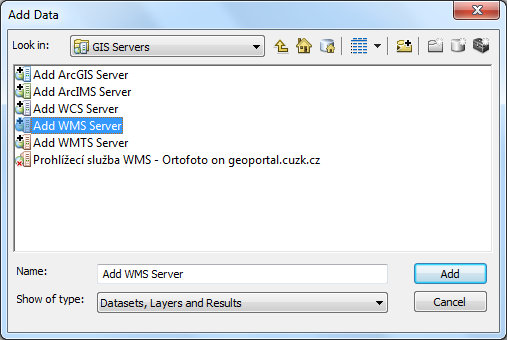 Add Data
Look in: GIS Servers
Add ArcGIS Server
Add ArcIMS Server
Add WCS Server
Add WMS Server
Add WMTS Server
Prohlížecí služba WMS - Ortofoto on geoportal.cuzk.cz
Name: Add WMS Server Add
Show of type: Datasets, Layers and Results Cancel